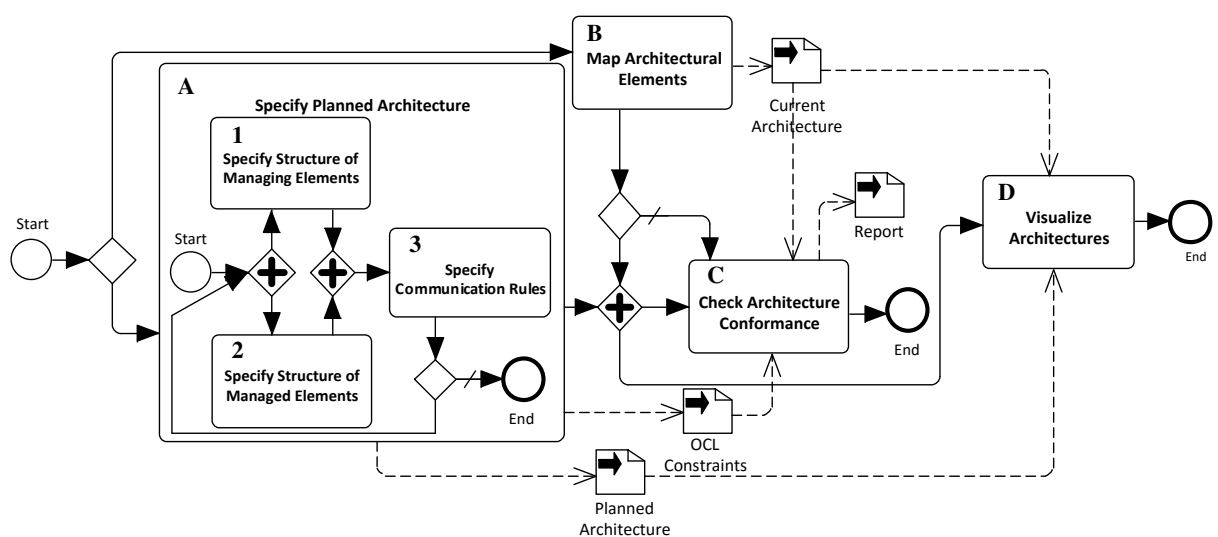 B
Map Architectural
Elements
A
Specify Planned Architecture
Current
Architecture
1
Specify Structure of
Managing Elements
D
Visualize
Architectures
End
Start
Start
Report
3
Specify
Communication Rules
C
Check Architecture
Conformance
End
2
Specify Structure of
Managed Elements
End
OCL
Constraints
Planned
Architecture